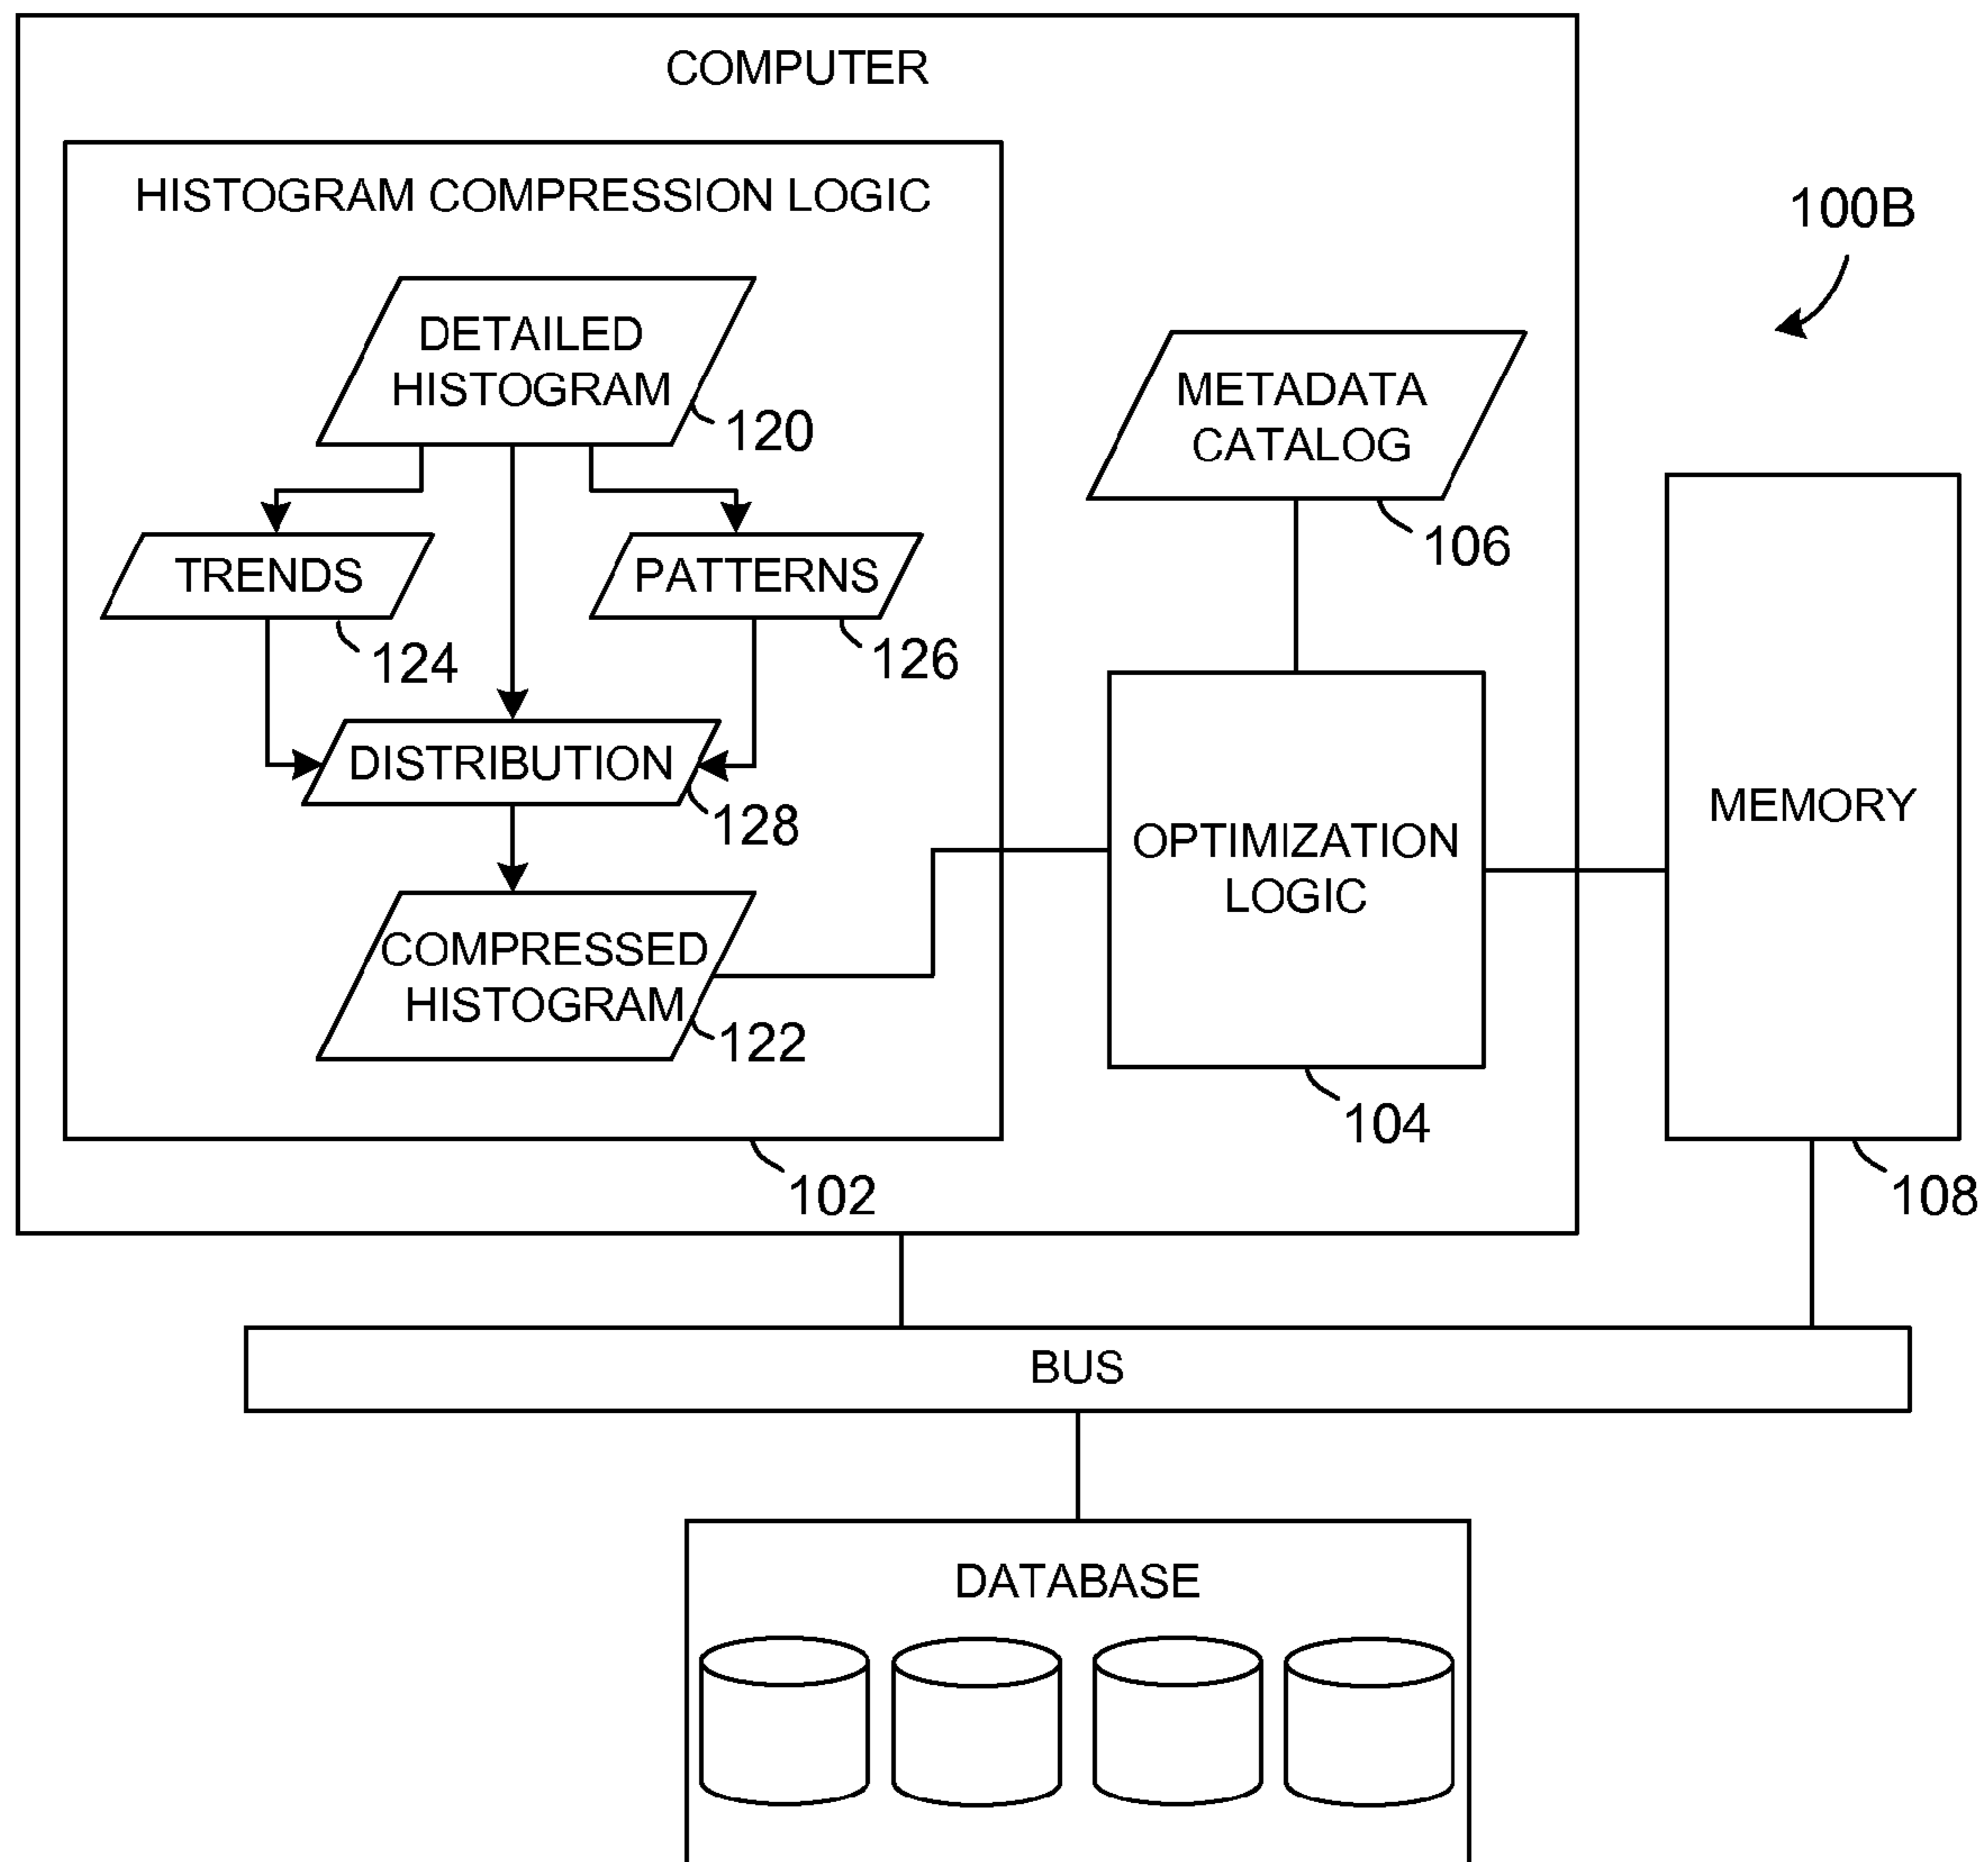 COMPUTER
HISTOGRAM COMPRESSION LOGIC
100B
DETAILED
HISTOGRAM
120
METADATA
CATALOG
106
TRENDS
124
PATTERNS
126
DISTRIBUTION
128
OPTIMIZATION
LOGIC
104
MEMORY
108
COMPRESSED
HISTOGRAM
122
102
BUS
DATABASE